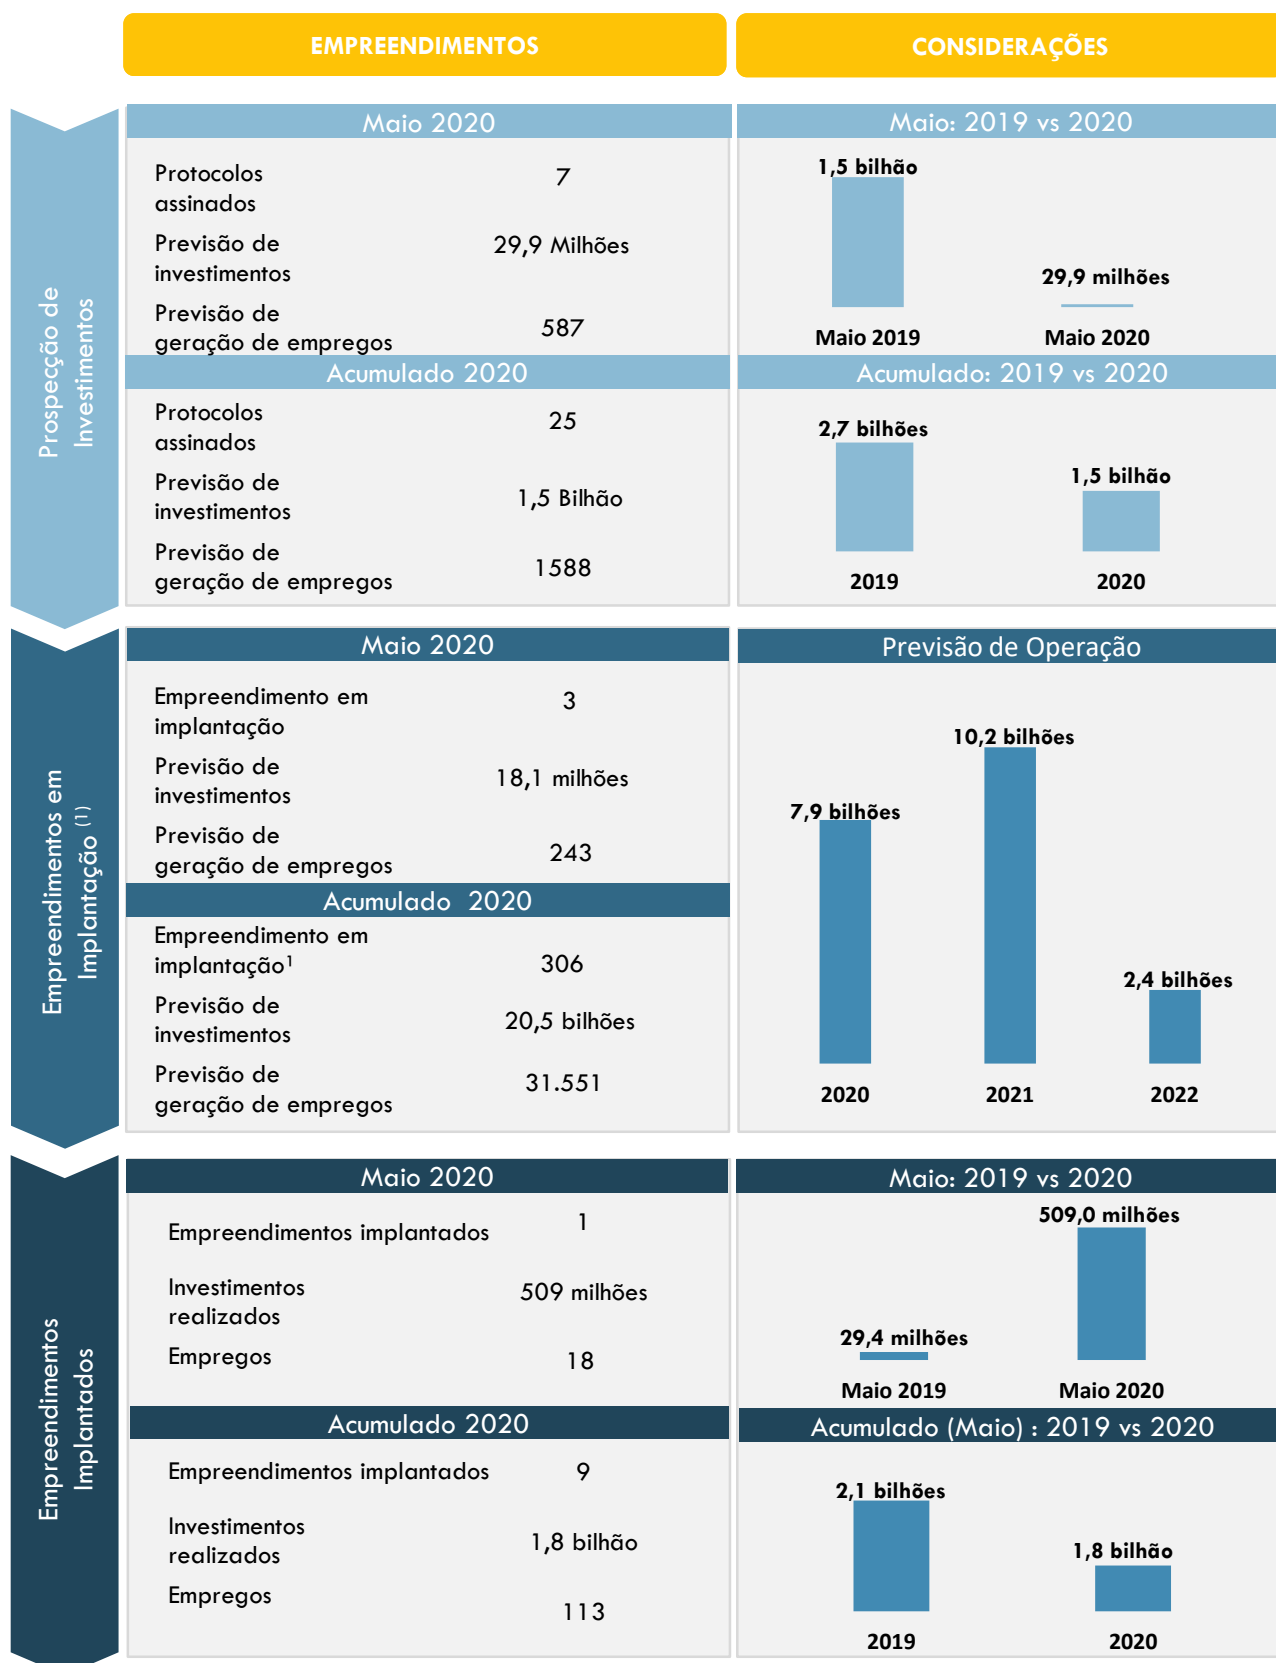 EMPREENDIMENTOS
CONSIDERAÇÕES
Prospecção de
Investimentos
Maio 2020
Protocolos
assinados
7
Previsão de
investimentos
29,9 Milhões
Previsão de
geração de empregos
587
Acumulado 2020
Protocolos
assinados
25
Previsão de
investimentos
1,5 Bilhão
Previsão de
geração de empregos
1588
Maio: 2019 vs 2020
1,5 bilhão
29,9 milhões
Maio 2019
Maio 2020
Acumulado: 2019 vs 2020
2,7 bilhões
1,5 bilhão
2019
2020
Empreendimentos em
Implantação (1)
Maio 2020
Empreendimento em
implantação
3
Previsão de
investimentos
18,1 milhões
Previsão de
geração de empregos
243
Acumulado 2020
Empreendimento em
implantação¹
306
Previsão de
investimentos
20,5 bilhões
Previsão de
geração de empregos
31.551
Previsão de Operação
7,9 bilhões
10,2 bilhões
2,4 bilhões
2020
2021
2022
Empreendimentos
Implantados
Maio 2020
Empreendimentos implantados
1
Investimentos
realizados
509 milhões
Empregos
18
Acumulado 2020
Empreendimentos implantados
9
Investimentos
realizados
1,8 bilhão
Empregos
113
Maio: 2019 vs 2020
29,4 milhões
509,0 milhões
Maio 2019
Maio 2020
Acumulado (Maio) : 2019 vs 2020
2,1 bilhões
1,8 bilhão
2019
2020